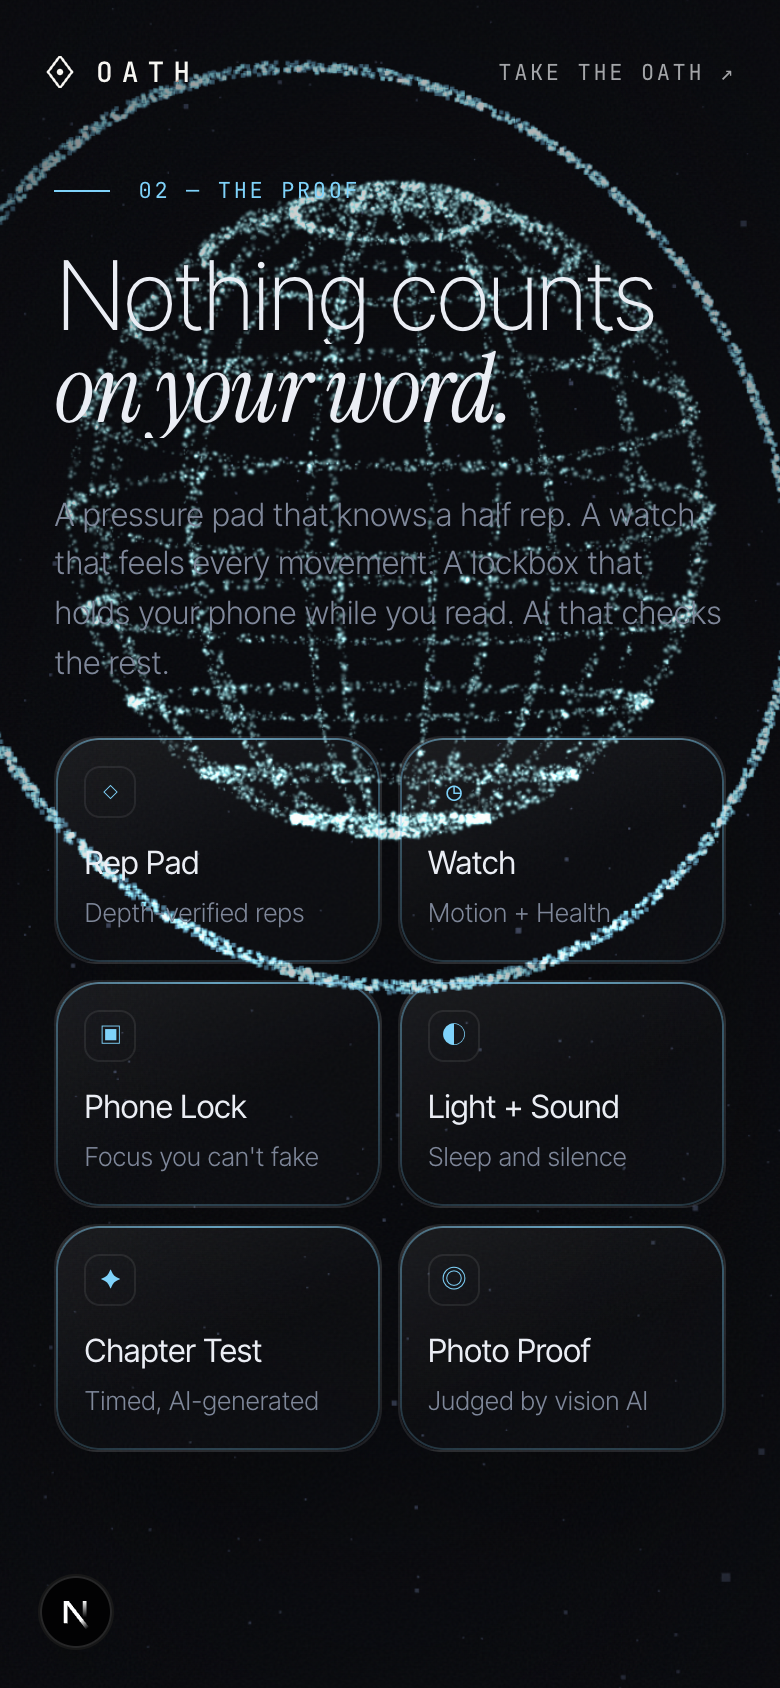 OATH
TAKE THE OATH ↗
02 — THE PROOF
Nothing counts
on your word.
A pressure pad that knows a half rep. A watch
that feels every movement. A lockbox that
holds your phone while you read. AI that checks
the rest.
Rep Pad
Depth verified reps
Watch
Motion + Health
Phone Lock
Focus you can't fake
Light + Sound
Sleep and silence
Chapter Test
Timed, AI-generated
Photo Proof
Judged by vision AI
N